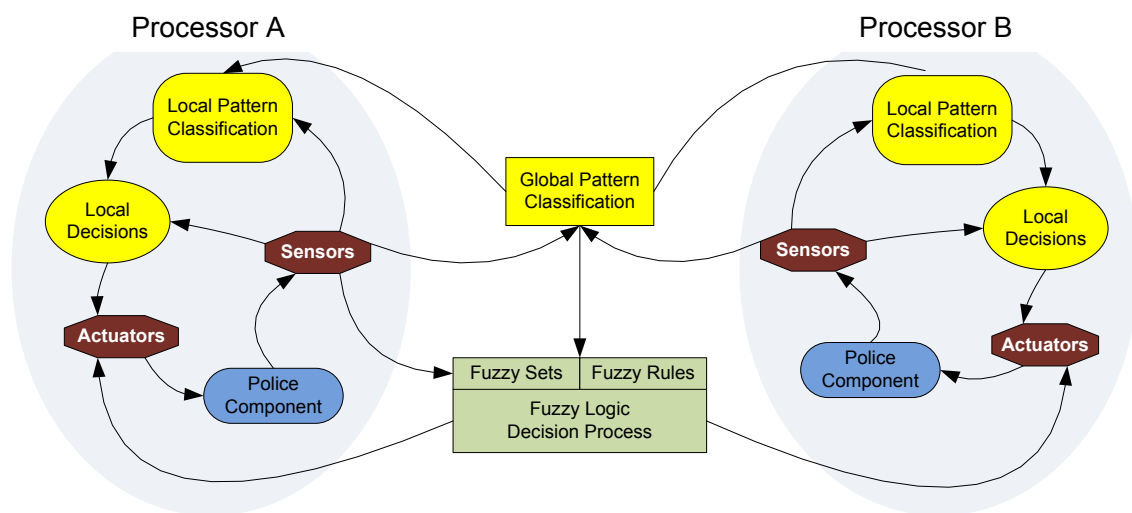 Processor A
Processor B
Local Pattern
Classification
Local
Decisions
Sensors
Actuators
Police
Component
Global Pattern
Classification
Fuzzy Sets
Fuzzy Rules
Fuzzy Logic
Decision Process
Local Pattern
Classification
Local
Decisions
Sensors
Actuators
Police
Component